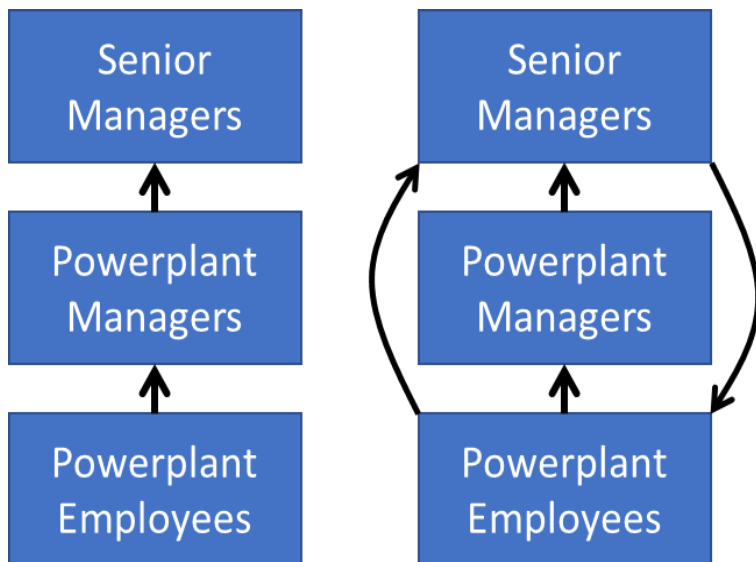 Senior
Managers
Powerplant
Managers
Powerplant
Employees
Senior
Managers
Powerplant
Managers
Powerplant
Employees